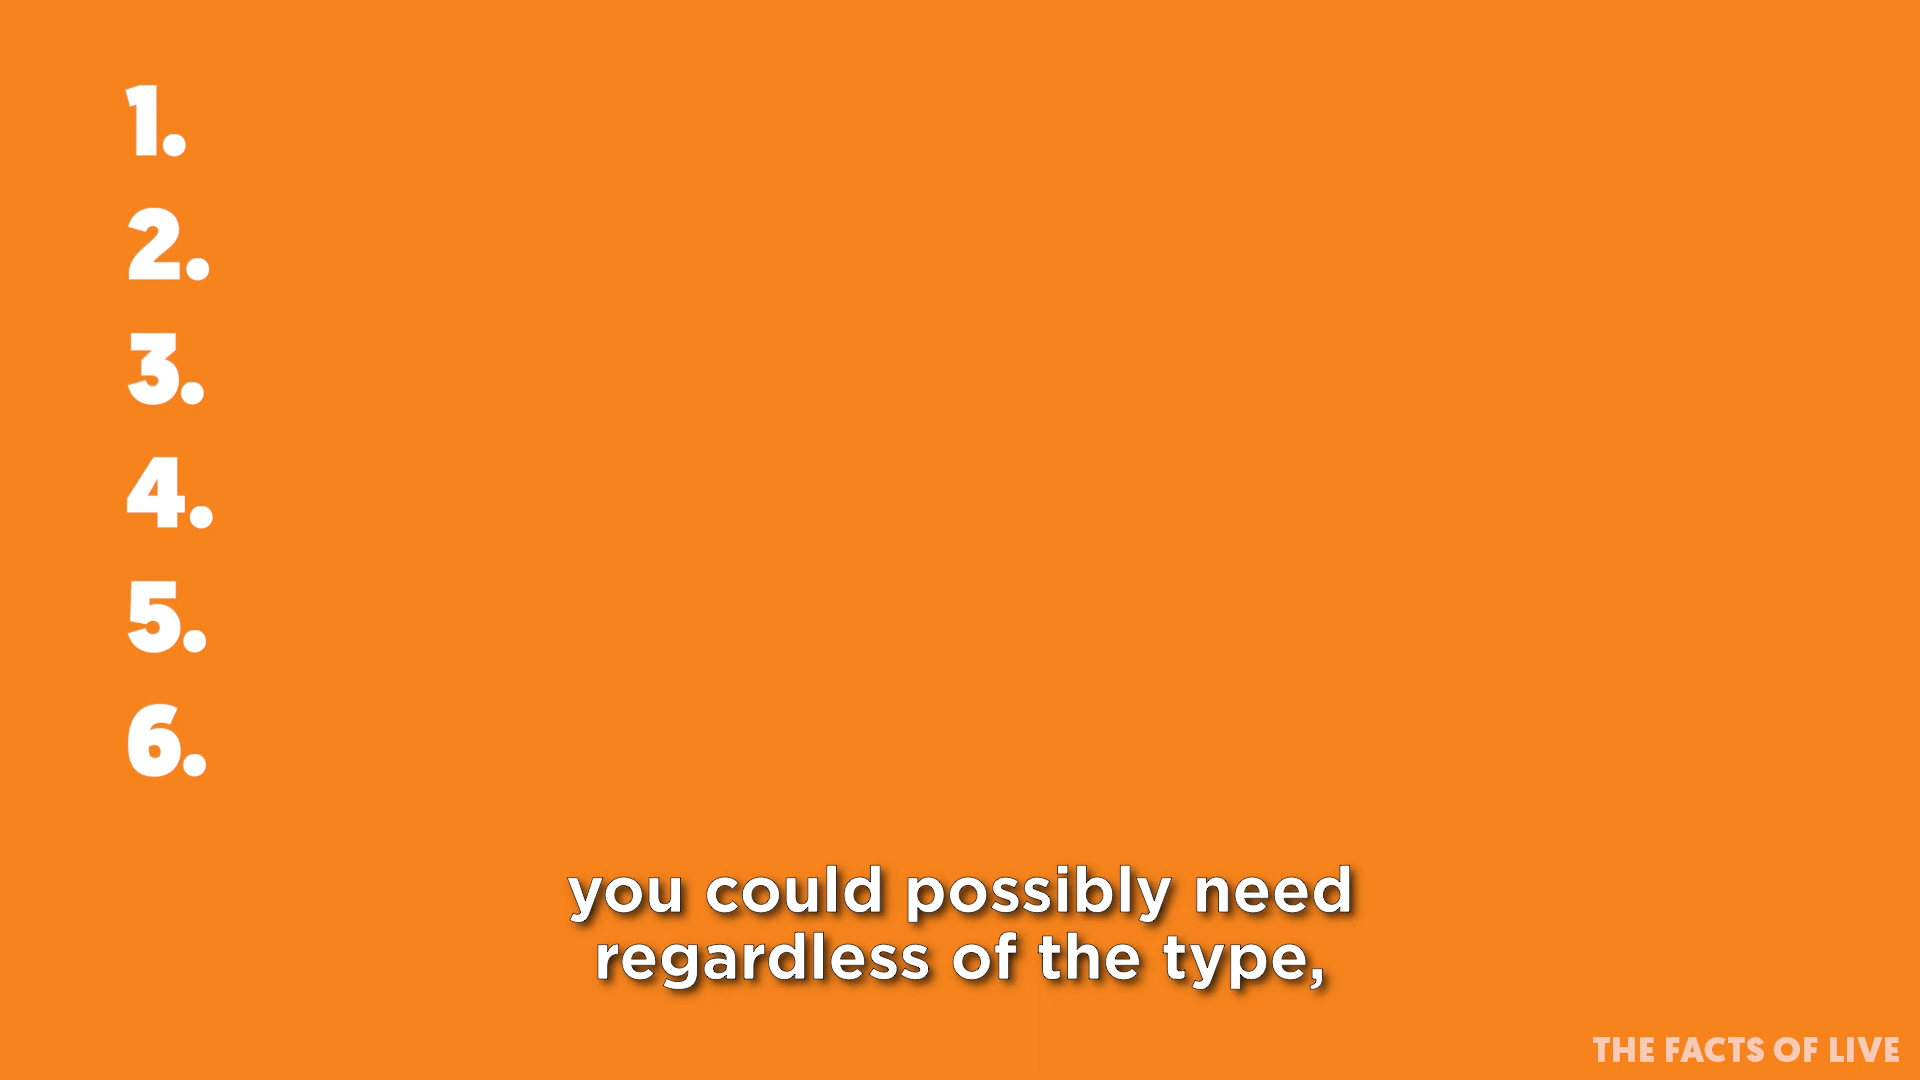 1.
2.
3.
4.
5.
6.
you could possibly need
regardless of the type,
THE FACTS OF LIVE